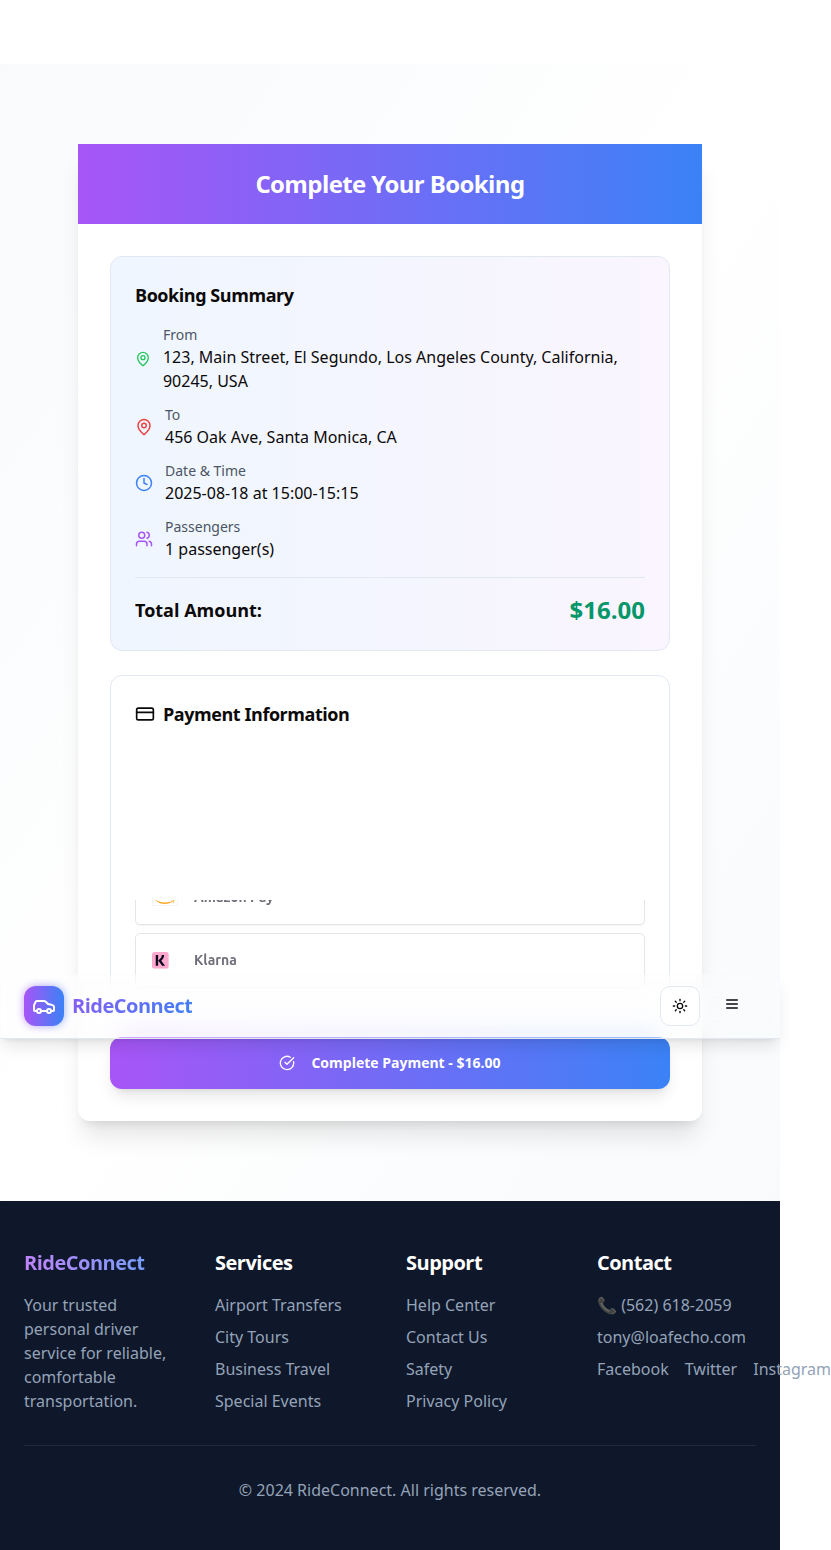 Complete Your Booking
Booking Summary
From
123, Main Street, El Segundo, Los Angeles County, California,
90245, USA
To
456 Oak Ave, Santa Monica, CA
Date & Time
2025-08-18 at 15:00-15:15
Passengers
1 passenger(s)
Total Amount:
$16.00
Payment Information
Amazon Pay
K
Klarna
RideConnect
Complete Payment - $16.00
RideConnect
Your trusted
personal driver
service for reliable,
comfortable
transportation.
Services
Airport Transfers
City Tours
Business Travel
Special Events
Support
Help Center
Contact Us
Safety
Privacy Policy
Contact
📞 (562) 618-2059
tony@loafecho.com
Facebook Twitter Instagram
© 2024 RideConnect. All rights reserved.